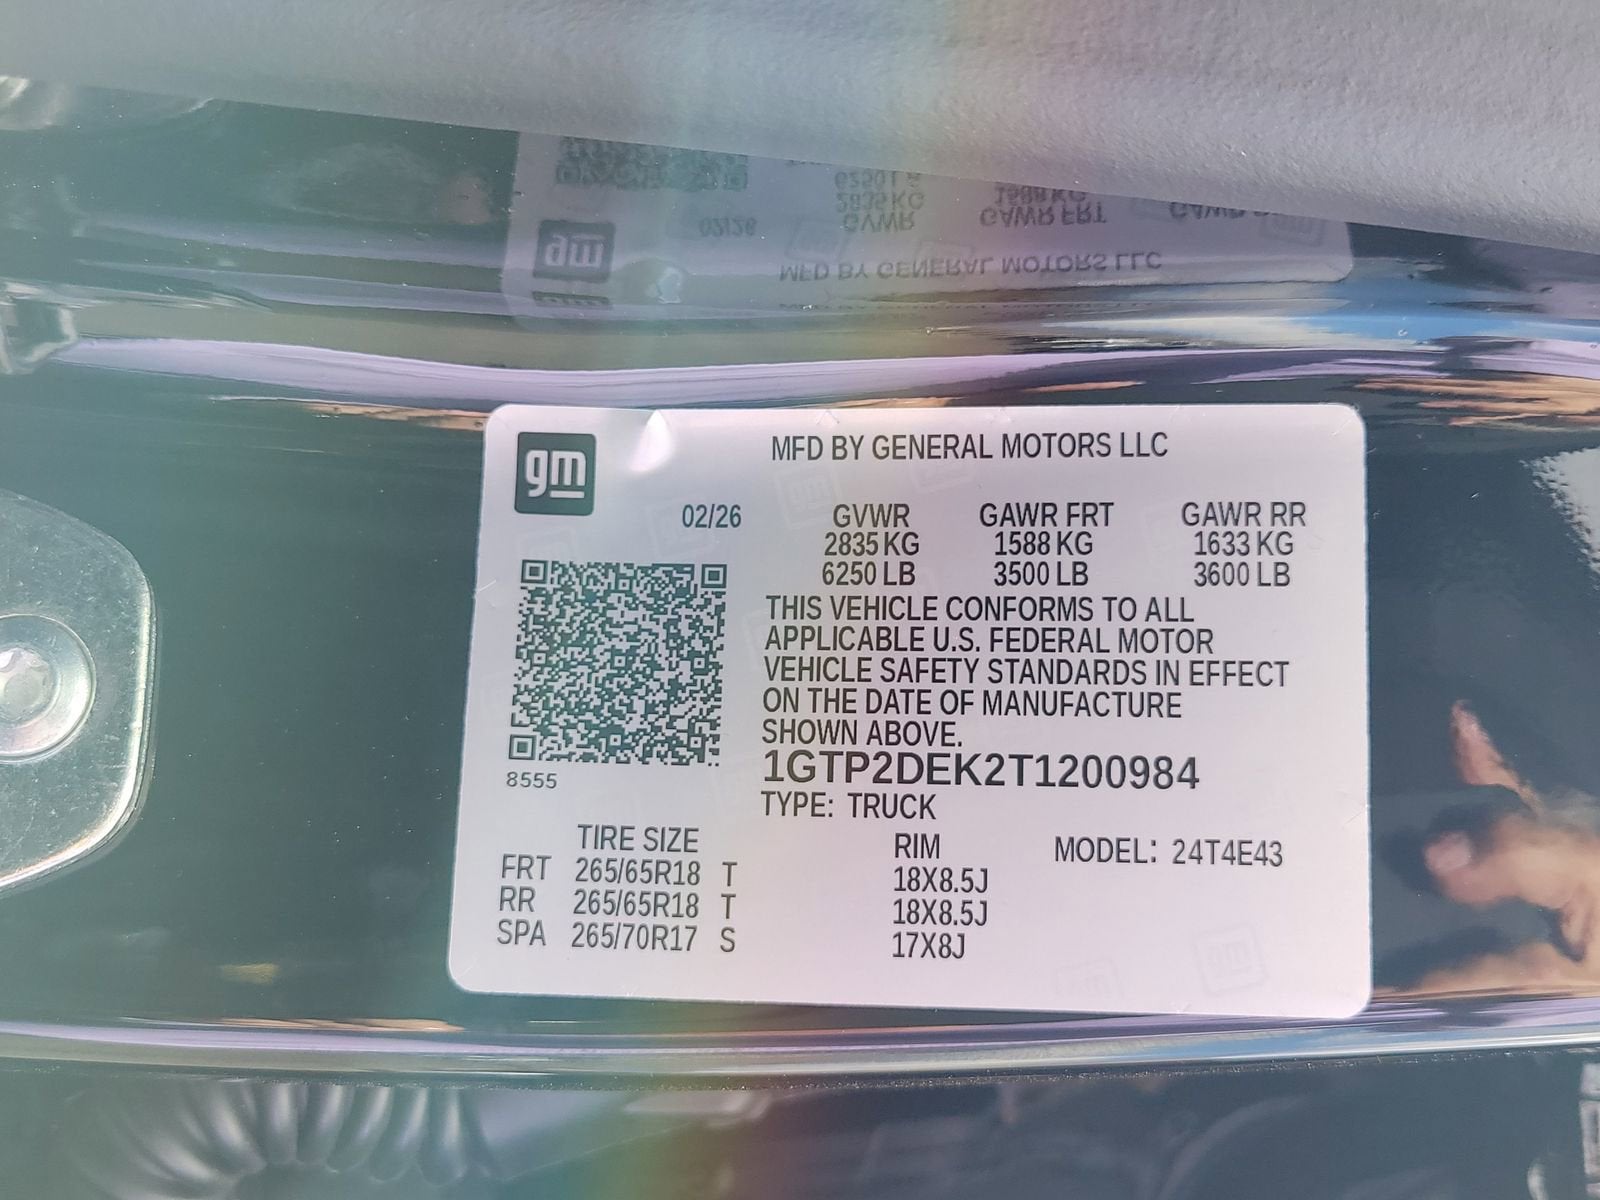 gm
MFD BY GENERAL MOTORS LLC
02/26
GVWR GAWR FRT GAWR RR
2835 KG 1588 KG 1633 KG
6250 LB 3500 LB 3600 LB
THIS VEHICLE CONFORMS TO ALL
APPLICABLE U.S. FEDERAL MOTOR
VEHICLE SAFETY STANDARDS IN EFFECT
ON THE DATE OF MANUFACTURE
SHOWN ABOVE.
1GTP2DEK2T1200984
8555
TYPE: TRUCK
TIRE SIZE RIM MODEL: 24T4E43
FRT 265/65R18 T 18X8.5J
RR 265/65R18 T 18X8.5J
SPA 265/70R17 S 17X8J